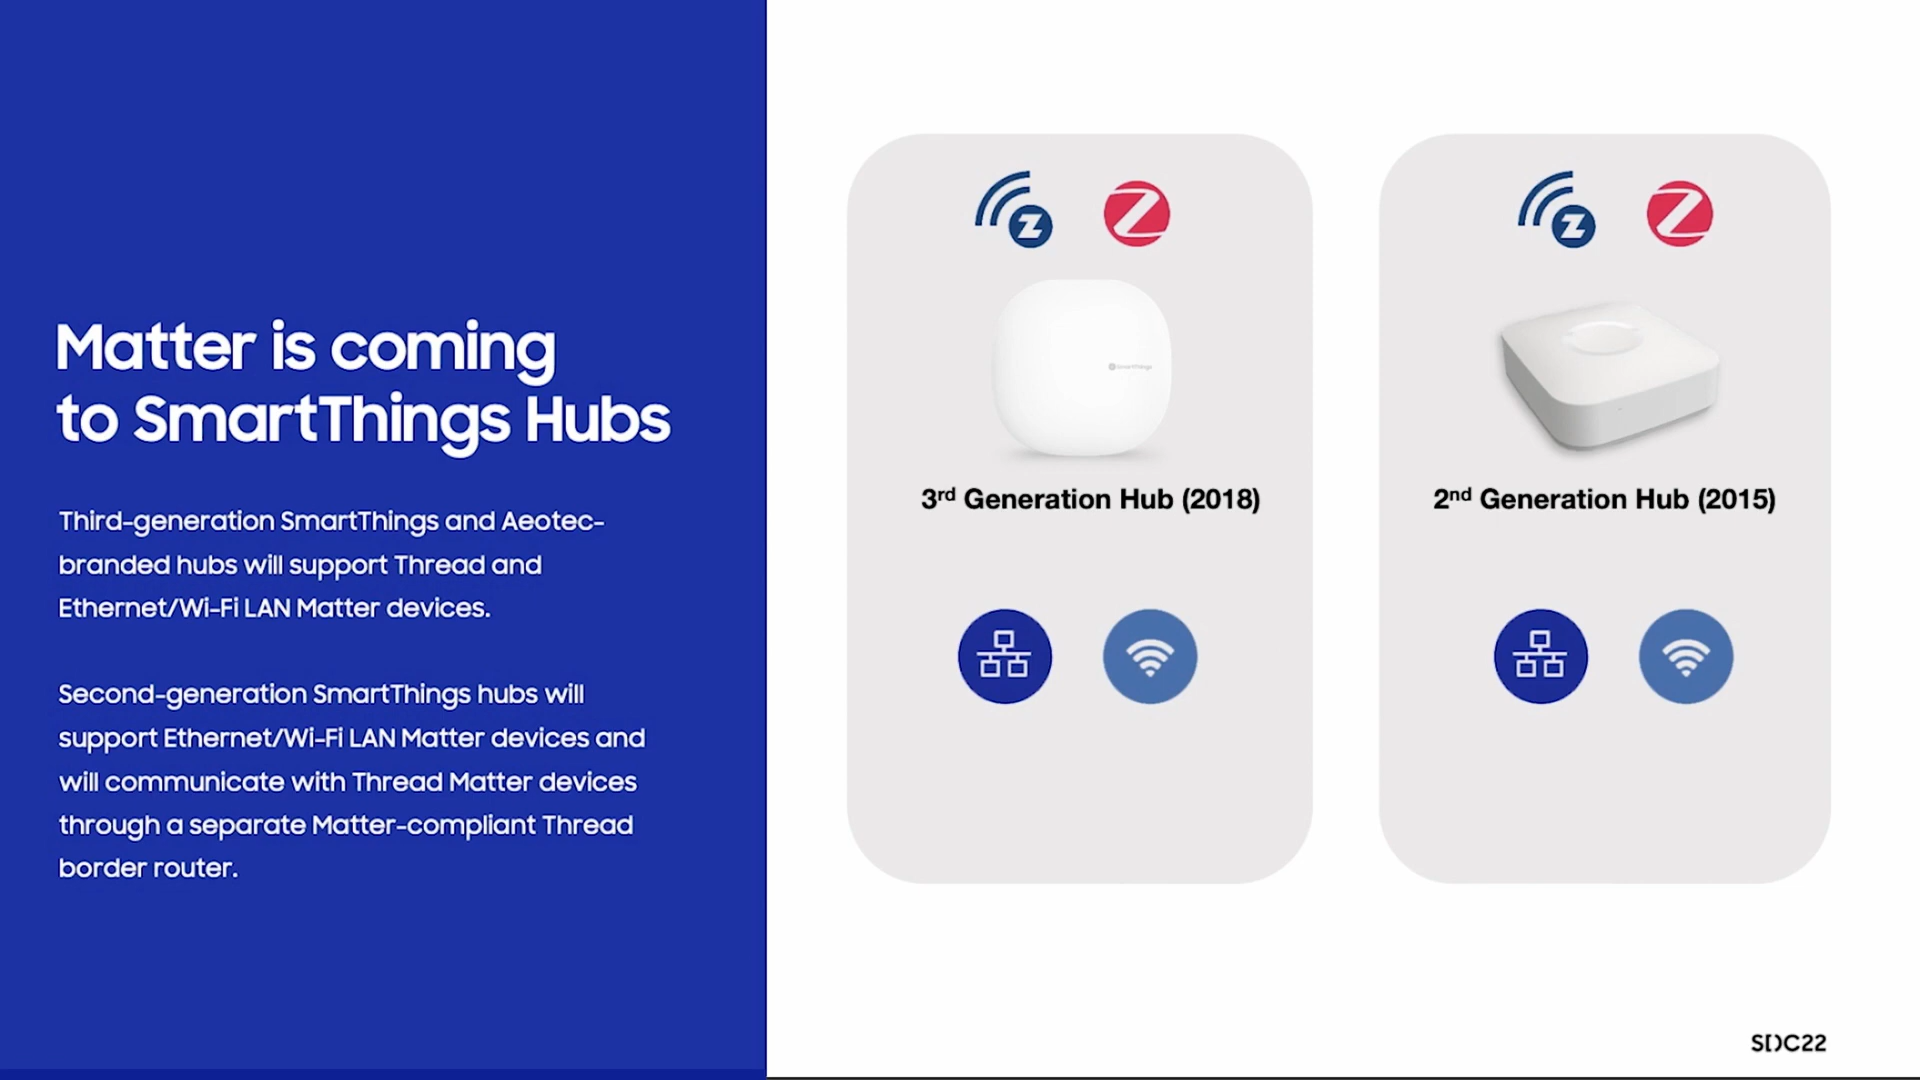 Matter is coming
to SmartThings Hubs
Third-generation SmartThings and Aeotec-
branded hubs will support Thread and
Ethernet/Wi-Fi LAN Matter devices.
Second-generation SmartThings hubs will
support Ethernet/Wi-Fi LAN Matter devices and
will communicate with Thread Matter devices
through a separate Matter-compliant Thread
border router.
SmartThings
3rd Generation Hub (2018)
2nd Generation Hub (2015)
SDC22